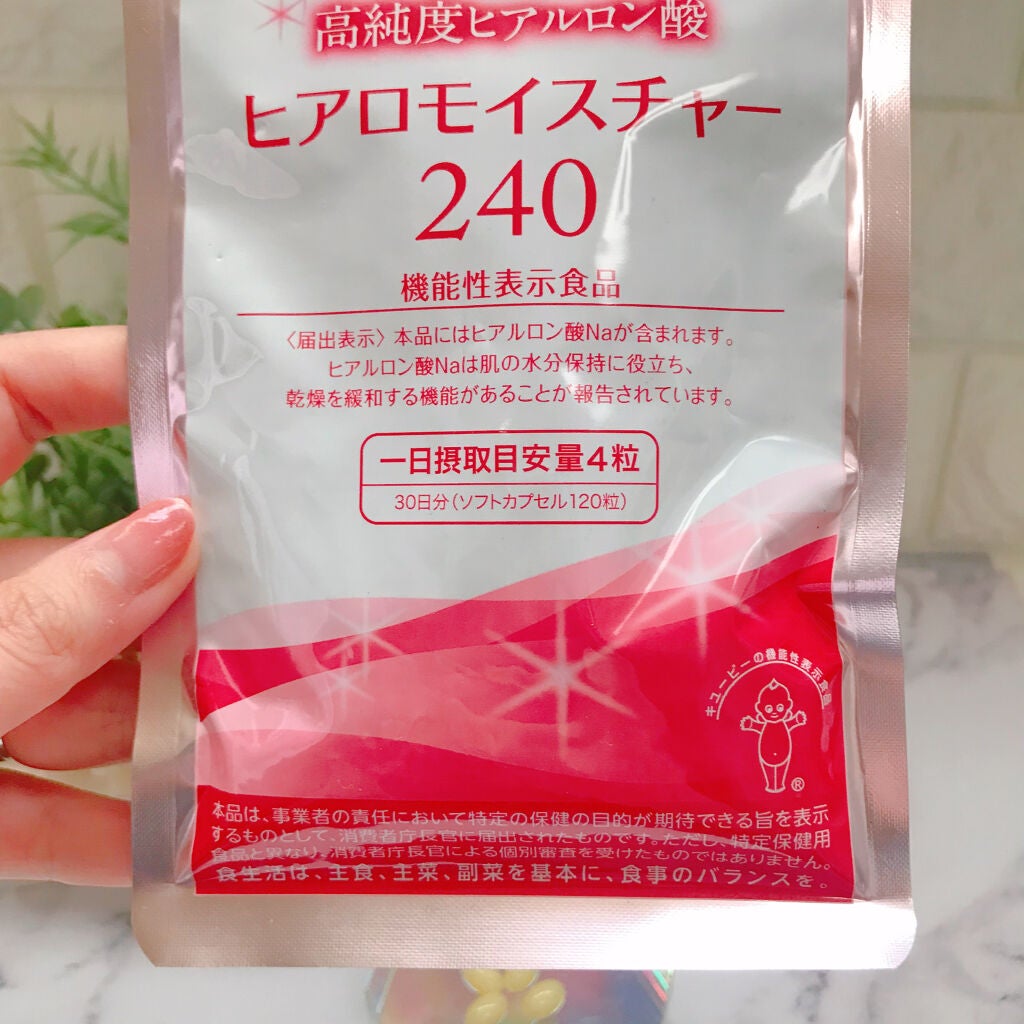 高純度ヒアルロン酸
ヒアロモイスチャー
240
機能性表示食品
〈届出表示〉本品にはヒアルロン酸Naが含まれます。
ヒアルロン酸Naは肌の水分保持に役立ち、
乾燥を緩和する機能があることが報告されています。
一日摂取目安量4粒
30日分(ソフトカプセル120粒)
キユーピーの機能性表示食品
®
本品は、事業者の責任において特定の保健の目的が期待できる旨を表示
するものとして、消費者庁長官に届出されたものです。ただし、特定保健用
食品と異なり、消費者庁長官による個別審査を受けたものではありません。
食生活は、主食、主菜、副菜を基本に、食事のバランスを。